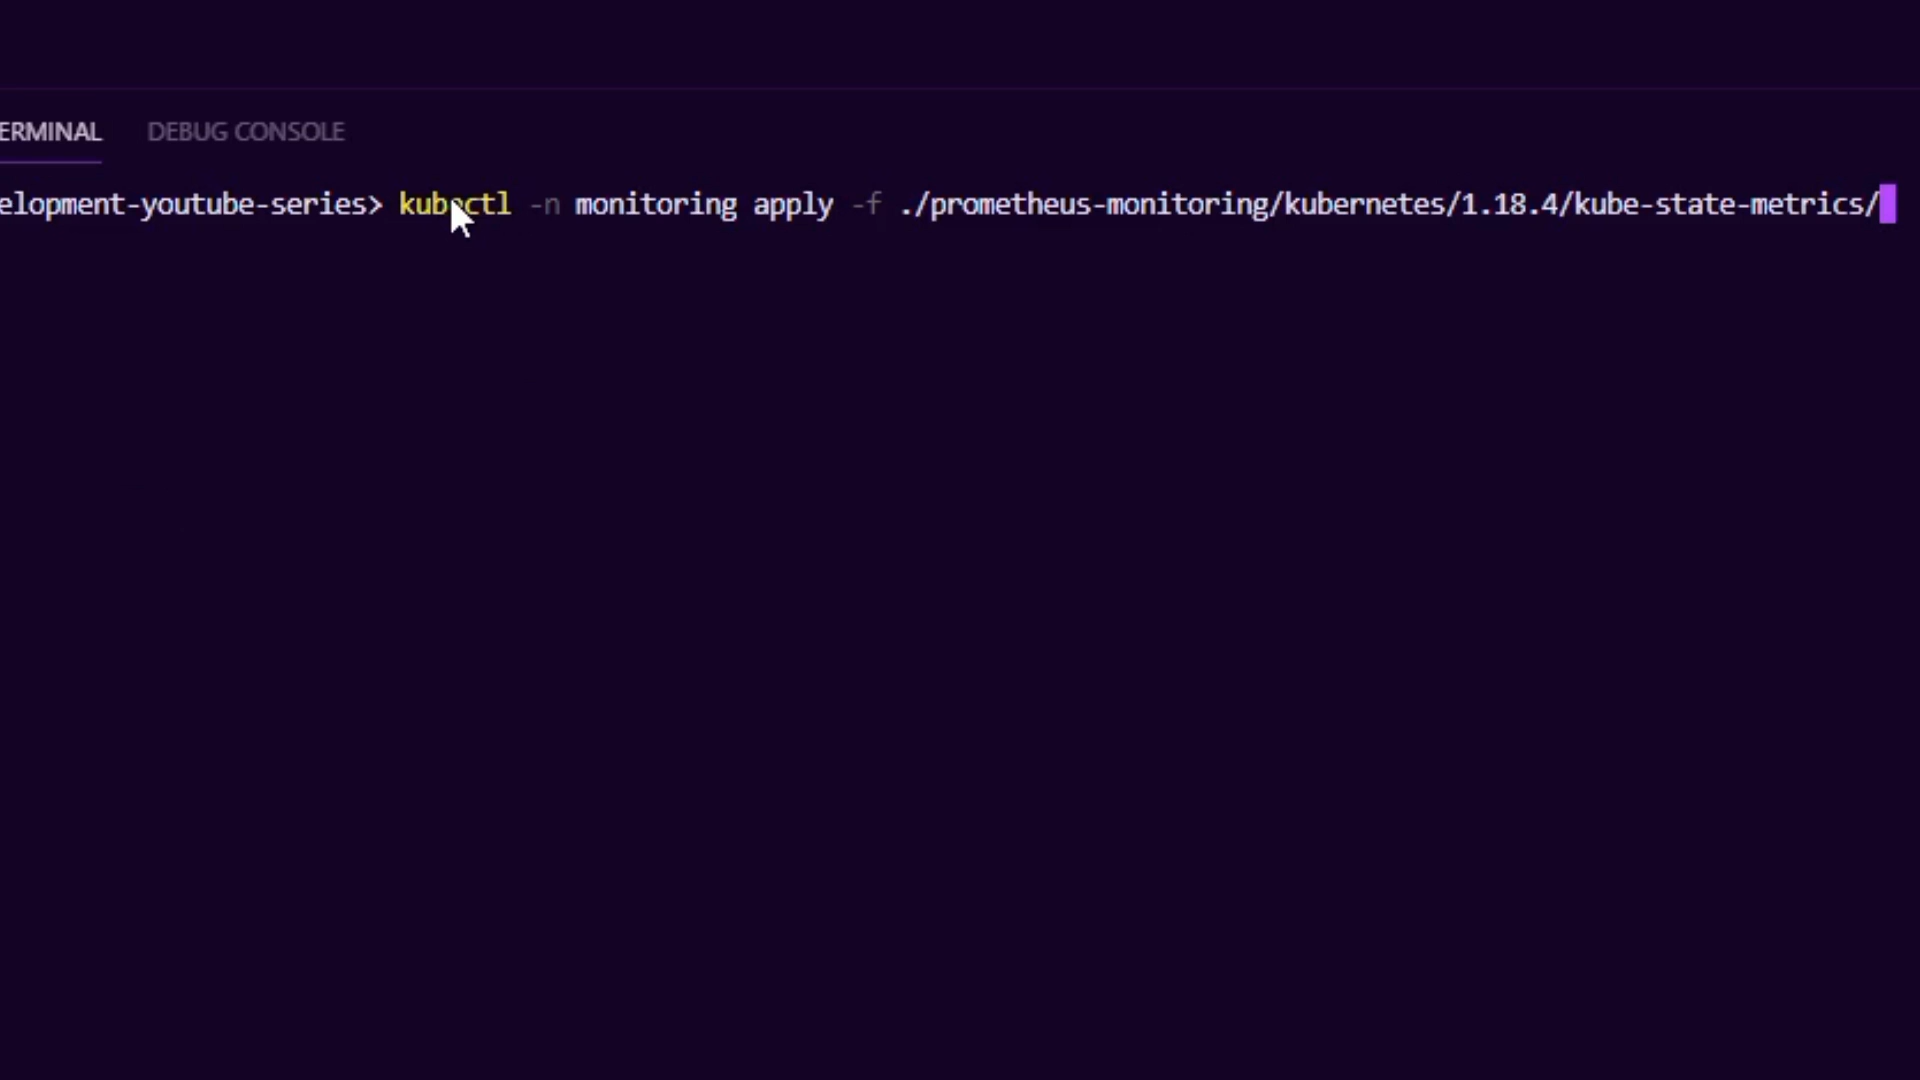 ERMINAL DEBUG CONSOLE
elopment-youtube-series> kubectl -n monitoring apply -f ./prometheus-monitoring/kubernetes/1.18.4/kube-state-metrics/